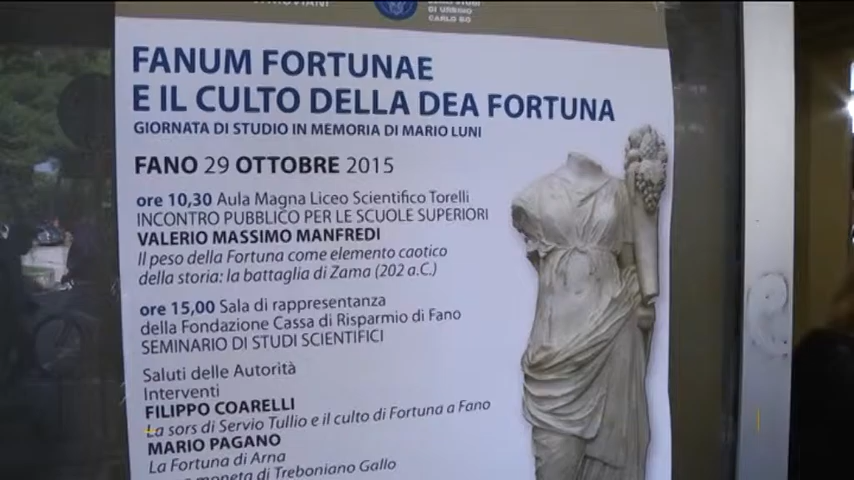 DI URBINO
CARLO BO
FANUM FORTUNAE
E IL CULTO DELLA DEA FORTUNA
GIORNATA DI STUDIO IN MEMORIA DI MARIO LUNI
FANO 29 OTTOBRE 2015
ore 10,30 Aula Magna Liceo Scientifico Torelli
INCONTRO PUBBLICO PER LE SCUOLE SUPERIORI
VALERIO MASSIMO MANFREDI
Il peso della Fortuna come elemento caotico
della storia: la battaglia di Zama (202 a.C.)
ore 15,00 Sala di rappresentanza
della Fondazione Cassa di Risparmio di Fano
SEMINARIO DI STUDI SCIENTIFICI
Saluti delle Autorità
Interventi
FILIPPO COARELLI
La sors di Servio Tullio e il culto di Fortuna a Fano
MARIO PAGANO
La Fortuna di Arna
moneta di Treboniano Gallo